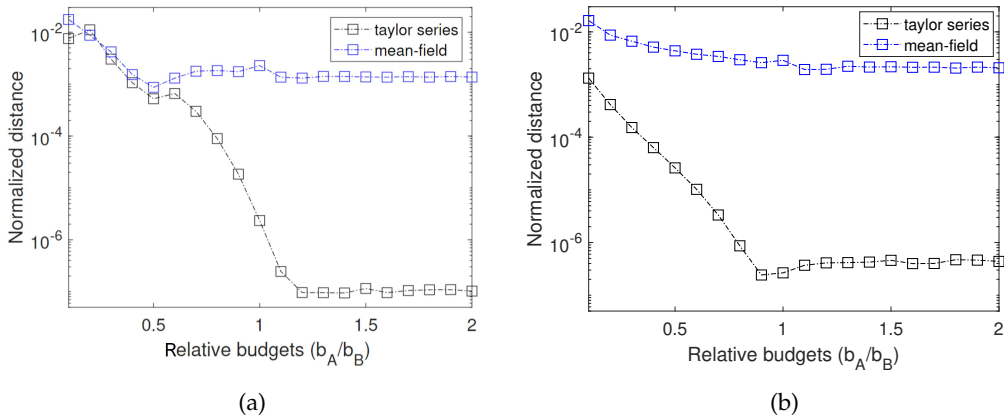 taylor series
mean-field
Normalized distance
10^-2
10^-4
10^-6
0.5 1 1.5 2
Relative budgets (b_A/b_B)
(a)
taylor series
mean-field
Normalized distance
10^-2
10^-4
10^-6
0.5 1 1.5 2
Relative budgets (b_A/b_B)
(b)